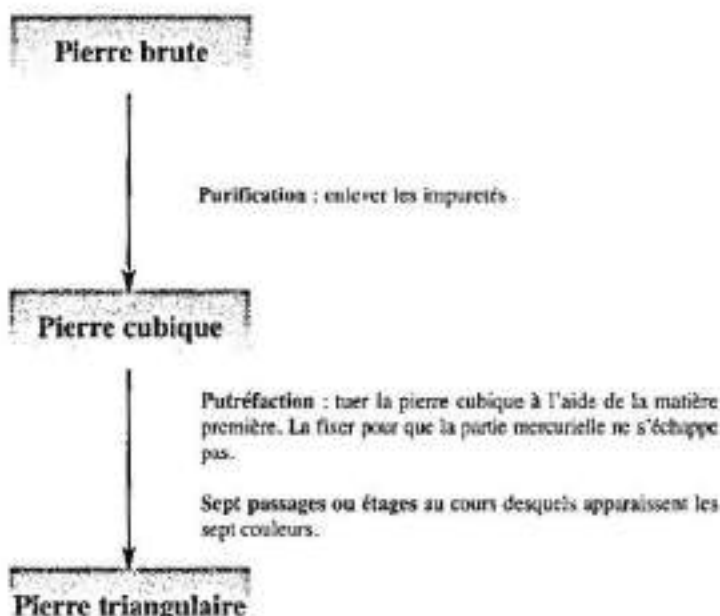 Pierre brute
Purification : enlever les impuretés
Pierre cubique
Putréfaction : tuer la pierre cubique à l'aide de la matière
première. La fixer pour que la partie mercurielle ne s'échappe
pas.
Sept passages ou étages au cours desquels apparaissent les
sept couleurs.
Pierre triangulaire